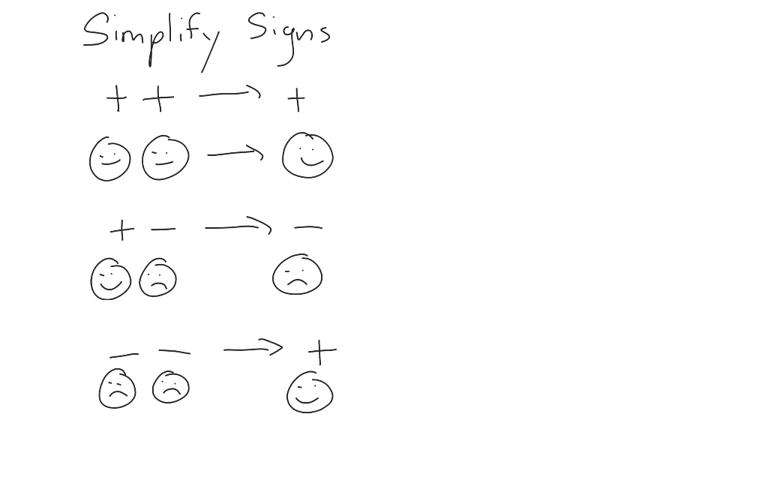 Simplify Signs
+ + → +
+ − → −
− − → +